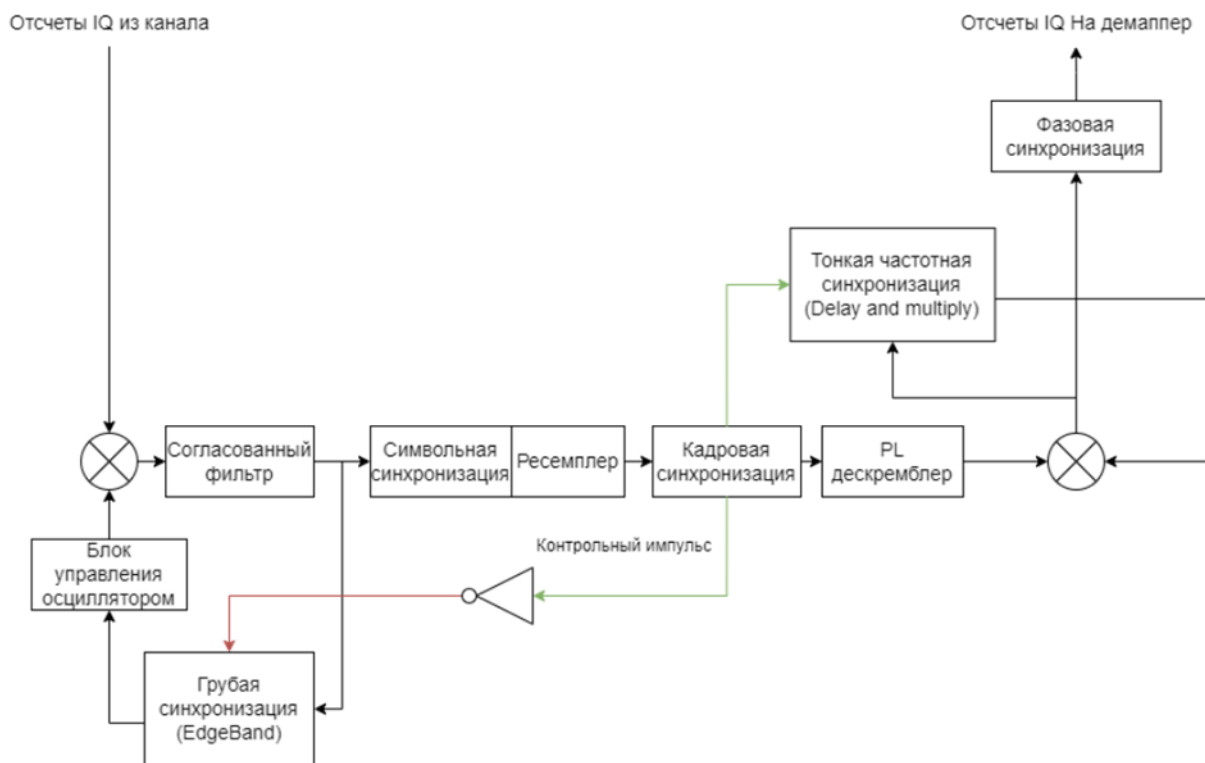 Отсчеты IQ из канала
Отсчеты IQ На демаппер
Фазовая
синхронизация
Тонкая частотная
синхронизация
(Delay and multiply)
Согласованный
фильтр
Символьная
синхронизация
Ресемплер
Кадровая
синхронизация
PL
дескремблер
Контрольный импульс
Блок
управления
осциллятором
Грубая
синхронизация
(EdgeBand)